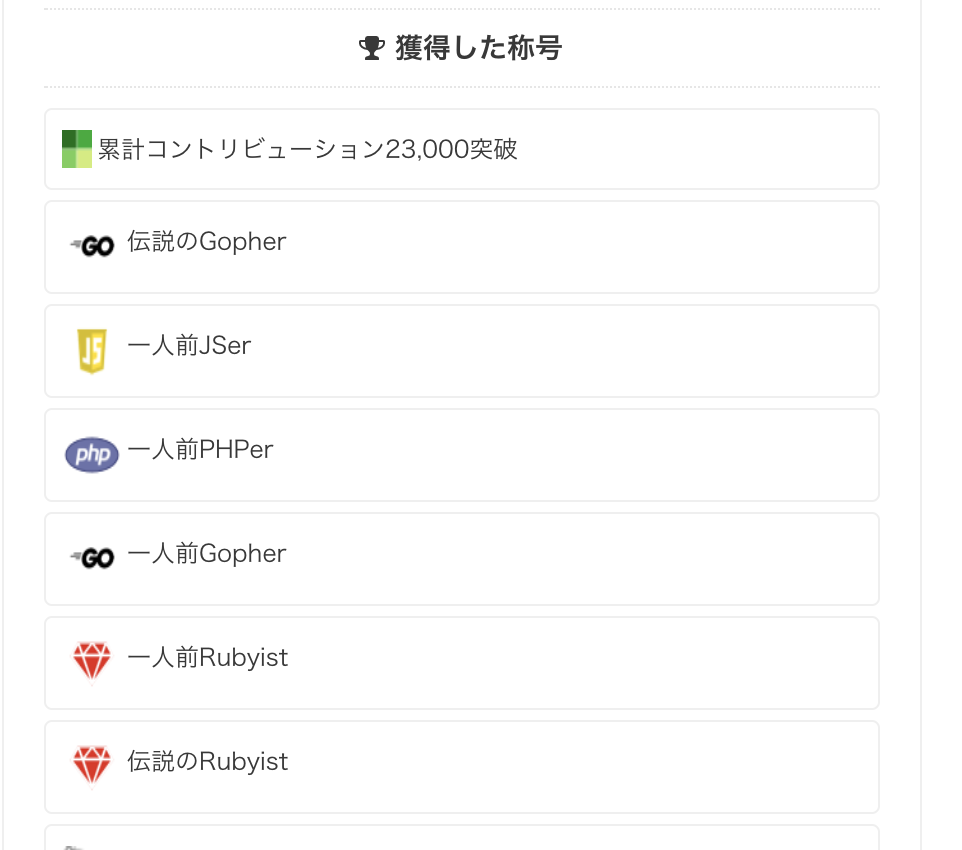 獲得した称号
累計コントリビューション23,000突破
GO 伝説のGopher
JS 一人前JSer
php 一人前PHPer
GO 一人前Gopher
一人前Rubyist
伝説のRubyist